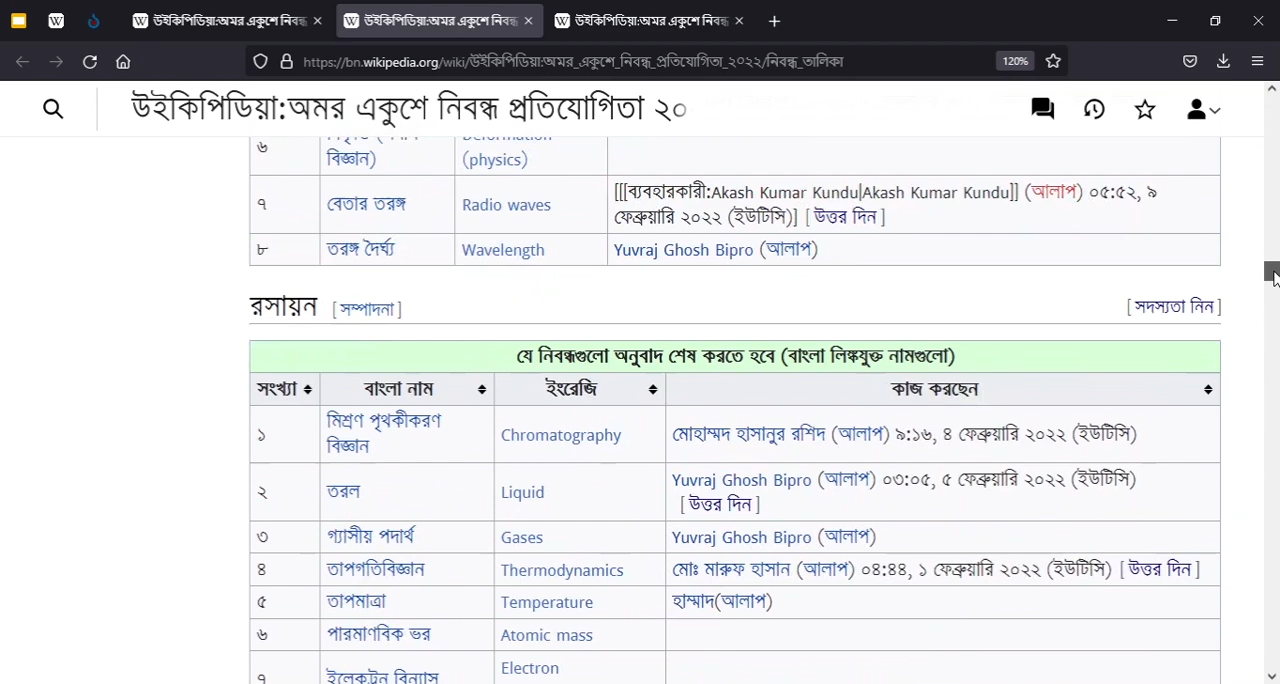 উইকিপিডিয়া:অমর একুশে নিবন্ধ
উইকিপিডিয়া:অমর একুশে নিবন্ধ
উইকিপিডিয়া:অমর একুশে নিবন্ধ
https://bn.wikipedia.org/wiki/উইকিপিডিয়া:অমর_একুশে_নিবন্ধ_প্রতিযোগিতা_২০২২/নিবন্ধ_তালিকা
120%
উইকিপিডিয়া:অমর একুশে নিবন্ধ প্রতিযোগিতা ২০
৬ বিজ্ঞান) (physics)
৭ বেতার তরঙ্গ Radio waves [[[ব্যবহারকারী:Akash Kumar Kundu|Akash Kumar Kundu]] (আলাপ) ০৫:৫২, ৯
ফেব্রুয়ারি ২০২২ (ইউটিসি)] [ উত্তর দিন ]
৮ তরঙ্গ দৈর্ঘ্য Wavelength Yuvraj Ghosh Bipro (আলাপ)
রসায়ন [ সম্পাদনা ] [ সদস্যতা নিন ]
যে নিবন্ধগুলো অনুবাদ শেষ করতে হবে (বাংলা লিঙ্কযুক্ত নামগুলো)
সংখ্যা বাংলা নাম ইংরেজি কাজ করছেন
১ মিশ্রণ পৃথকীকরণ
বিজ্ঞান Chromatography মোহাম্মদ হাসানুর রশিদ (আলাপ) ৯:১৬, ৪ ফেব্রুয়ারি ২০২২ (ইউটিসি)
২ তরল Liquid Yuvraj Ghosh Bipro (আলাপ) ০৩:০৫, ৫ ফেব্রুয়ারি ২০২২ (ইউটিসি)
[ উত্তর দিন ]
৩ গ্যাসীয় পদার্থ Gases Yuvraj Ghosh Bipro (আলাপ)
৪ তাপগতিবিজ্ঞান Thermodynamics মোঃ মারুফ হাসান (আলাপ) ০৪:৪৪, ১ ফেব্রুয়ারি ২০২২ (ইউটিসি) [ উত্তর দিন ]
৫ তাপমাত্রা Temperature হাম্মাদ(আলাপ)
৬ পারমাণবিক ভর Atomic mass
৭ ইলেকট্রন বিন্যাস Electron